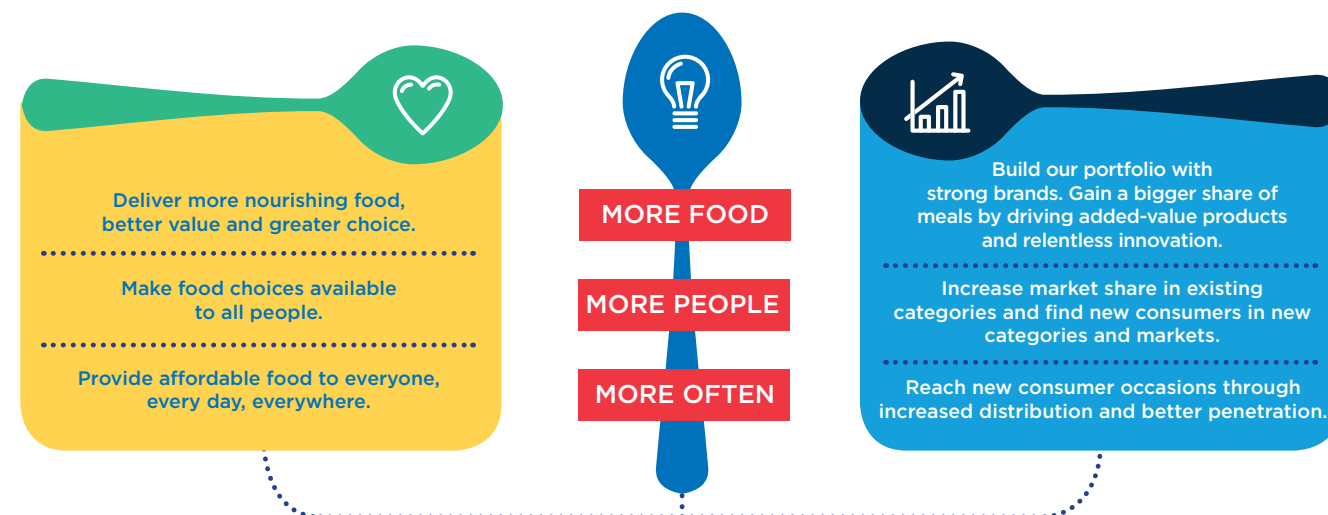 Deliver more nourishing food,
better value and greater choice.
Make food choices available
to all people.
Provide affordable food to everyone,
every day, everywhere.
MORE FOOD
MORE PEOPLE
MORE OFTEN
Build our portfolio with
strong brands. Gain a bigger share of
meals by driving added-value products
and relentless innovation.
Increase market share in existing
categories and find new consumers in new
categories and markets.
Reach new consumer occasions through
increased distribution and better penetration.